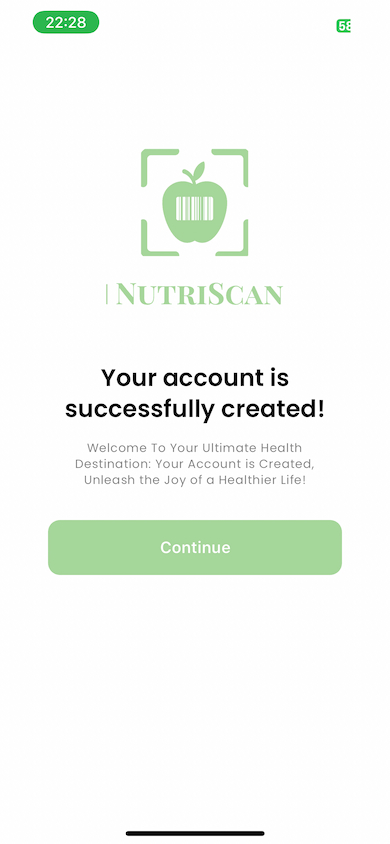 22:28
58
NutriScan
Your account is
successfully created!
Welcome To Your Ultimate Health
Destination: Your Account is Created,
Unleash the Joy of a Healthier Life!
Continue